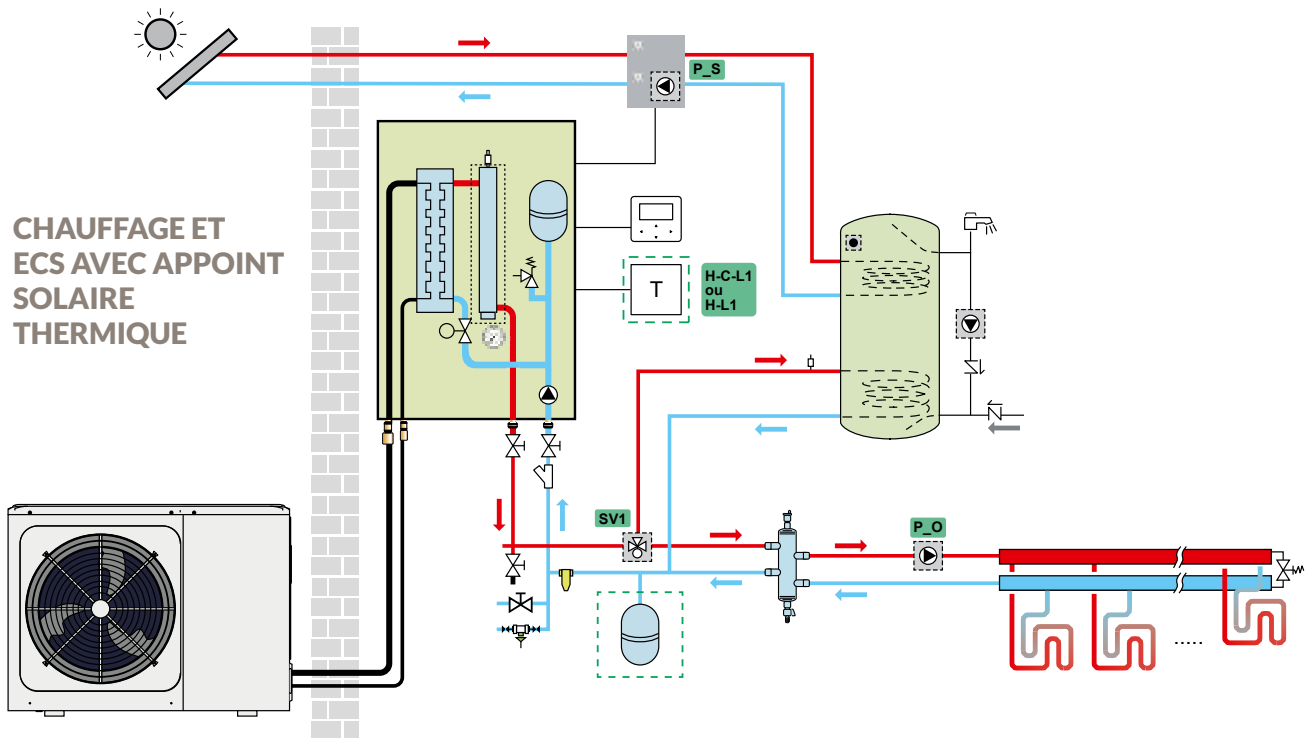 P_S
CHAUFFAGE ET
ECS AVEC APPOINT
SOLAIRE
THERMIQUE
T
H-C-L1
ou
H-L1
SV1
P_O